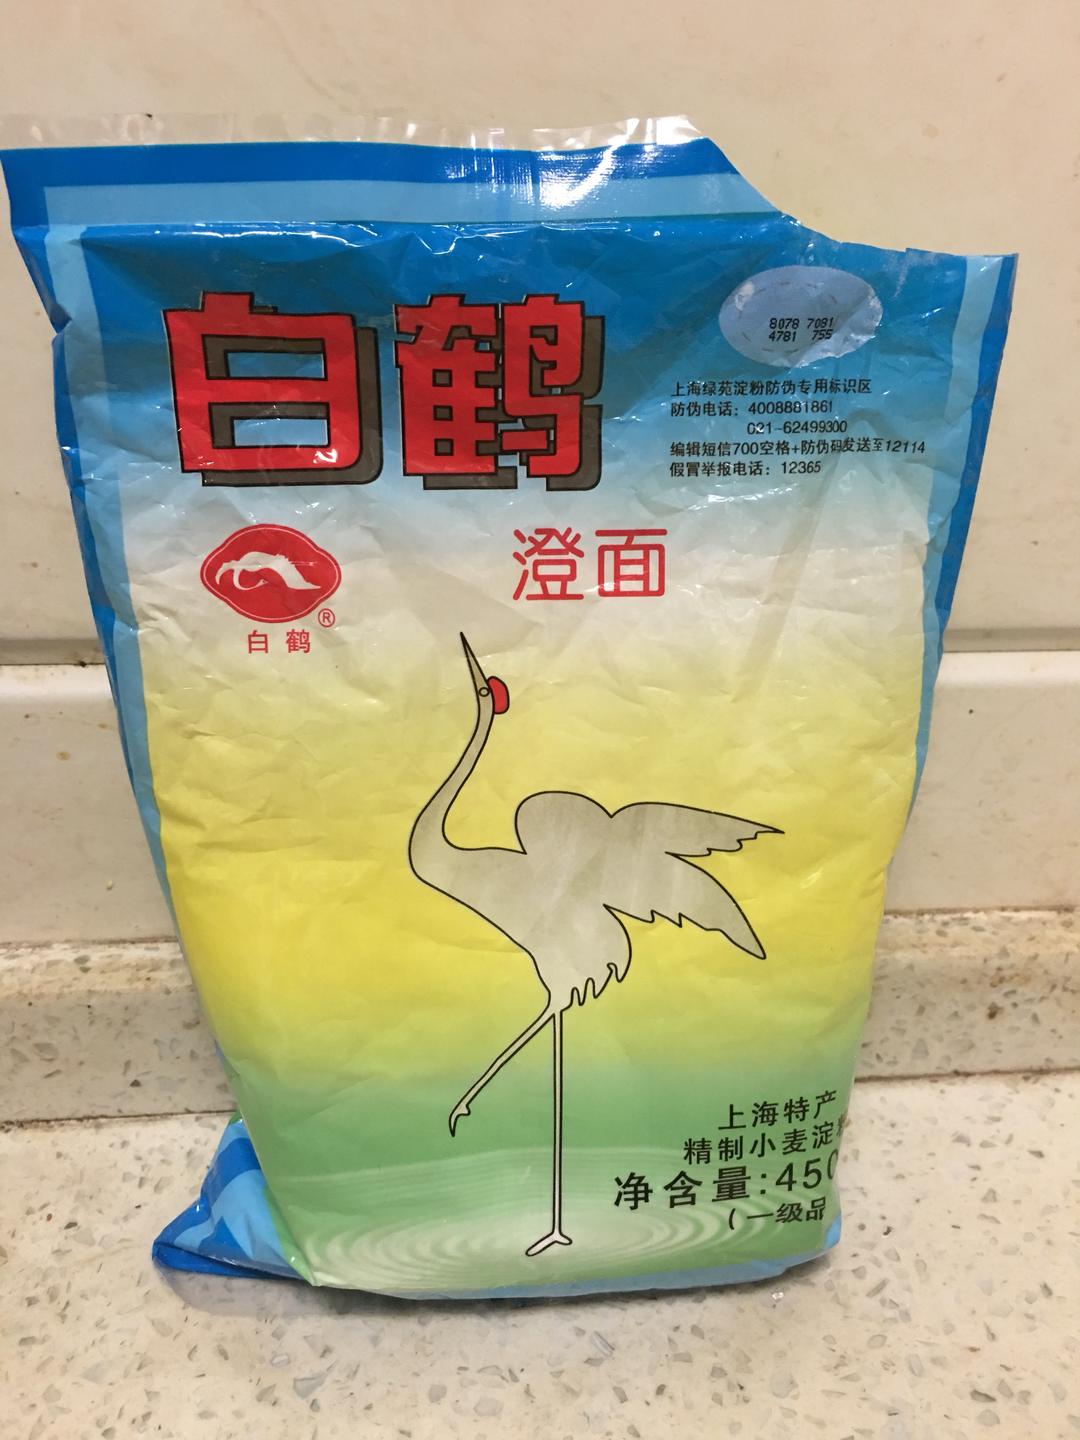 白鹤
8078 7091
4781 755
上海绿苑淀粉防伪专用标识区
防伪电话：4008881861
021-62499300
编辑短信700空格+防伪码发送至12114
假冒举报电话：12365
澄面
®
白鹤
上海特产
精制小麦淀粉
净含量:450
(一级品